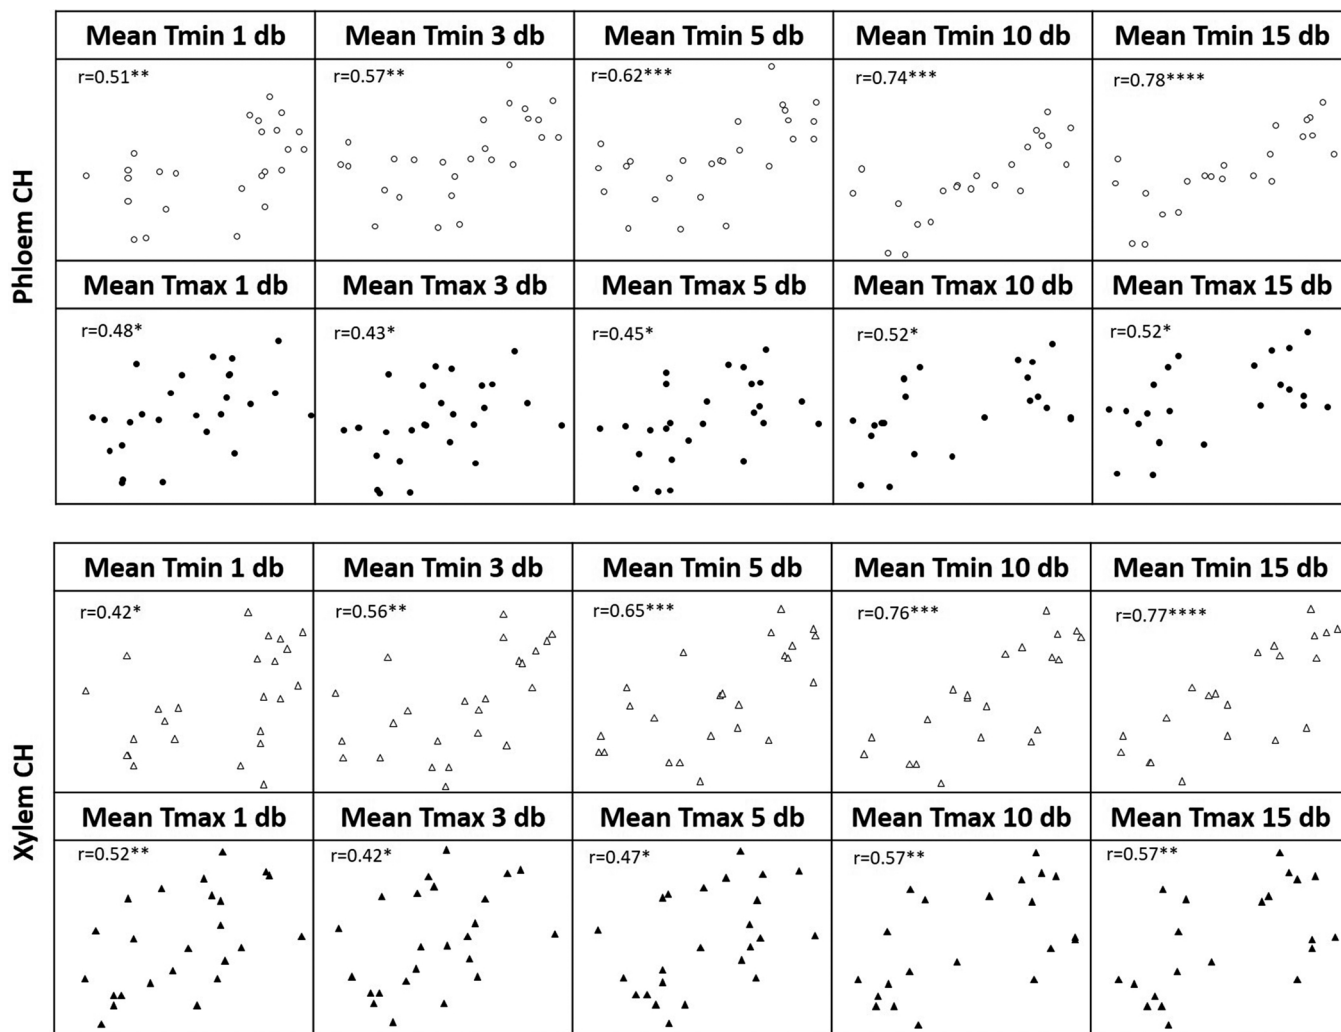 Phloem CH
Mean Tmin 1 db Mean Tmin 3 db Mean Tmin 5 db Mean Tmin 10 db Mean Tmin 15 db
r=0.51** r=0.57** r=0.62*** r=0.74*** r=0.78****
Mean Tmax 1 db Mean Tmax 3 db Mean Tmax 5 db Mean Tmax 10 db Mean Tmax 15 db
r=0.48* r=0.43* r=0.45* r=0.52* r=0.52*
Xylem CH
Mean Tmin 1 db Mean Tmin 3 db Mean Tmin 5 db Mean Tmin 10 db Mean Tmin 15 db
r=0.42* r=0.56** r=0.65*** r=0.76*** r=0.77****
Mean Tmax 1 db Mean Tmax 3 db Mean Tmax 5 db Mean Tmax 10 db Mean Tmax 15 db
r=0.52** r=0.42* r=0.47* r=0.57** r=0.57**